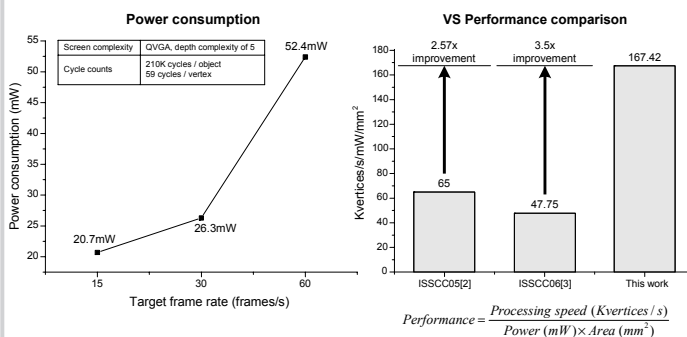 Power consumption
Screen complexity QVGA, depth complexity of 5
Cycle counts 210K cycles / object
59 cycles / vertex
55
50
45
40
35
30
25
20
Power consumption (mW)
20.7mW
26.3mW
52.4mW
15 30 60
Target frame rate (frames/s)
VS Performance comparison
180
160
140
120
100
80
60
40
20
0
Kvertices/s/mW/mm²
2.57x
improvement
3.5x
improvement
167.42
65
47.75
ISSCC05[2] ISSCC06[3] This work
Performance = Processing speed (Kvertices / s)
Power (mW) × Area (mm²)